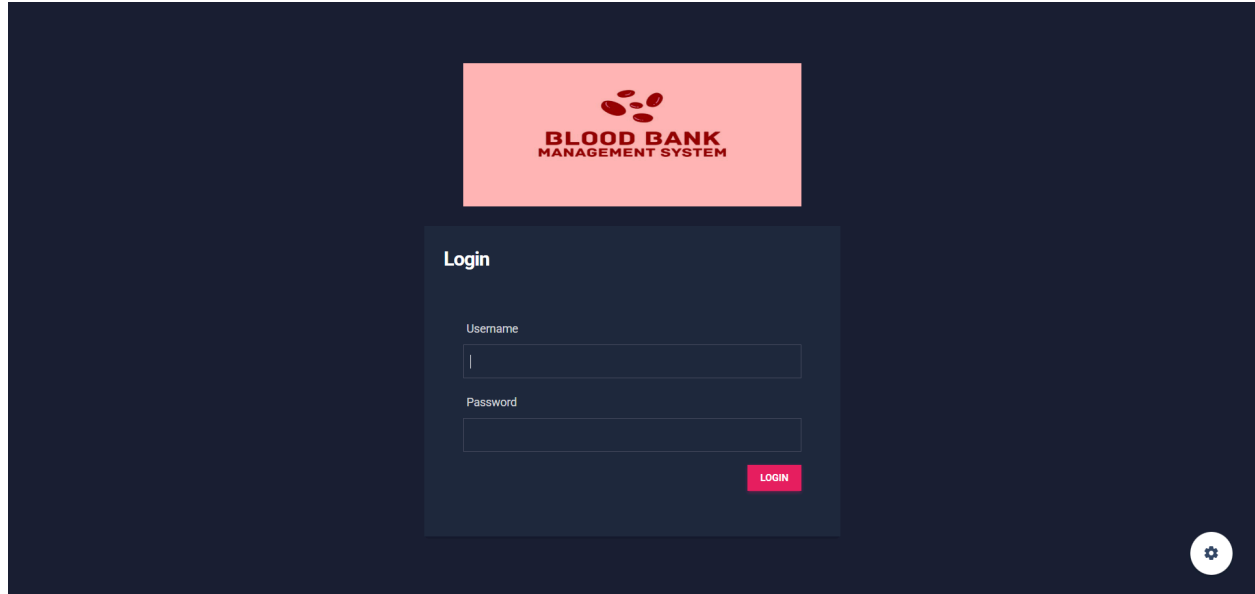 BLOOD BANK
MANAGEMENT SYSTEM
Login
Username
Password
LOGIN